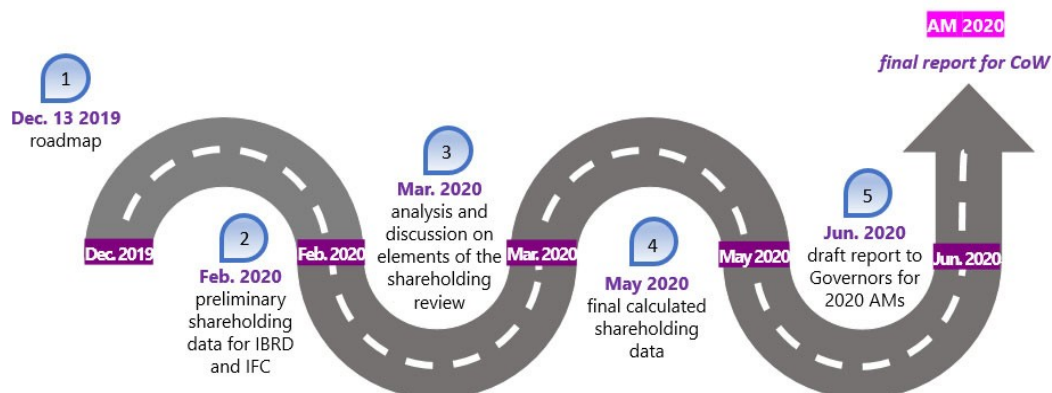 AM 2020
final report for CoW
1
Dec. 13 2019
roadmap
Dec. 2019
2
Feb. 2020
preliminary
shareholding
data for IBRD
and IFC
Feb. 2020
3
Mar. 2020
analysis and
discussion on
elements of the
shareholding
review
Mar. 2020
4
May 2020
final calculated
shareholding
data
May 2020
5
Jun. 2020
draft report to
Governors for
2020 AMs
Jun. 2020